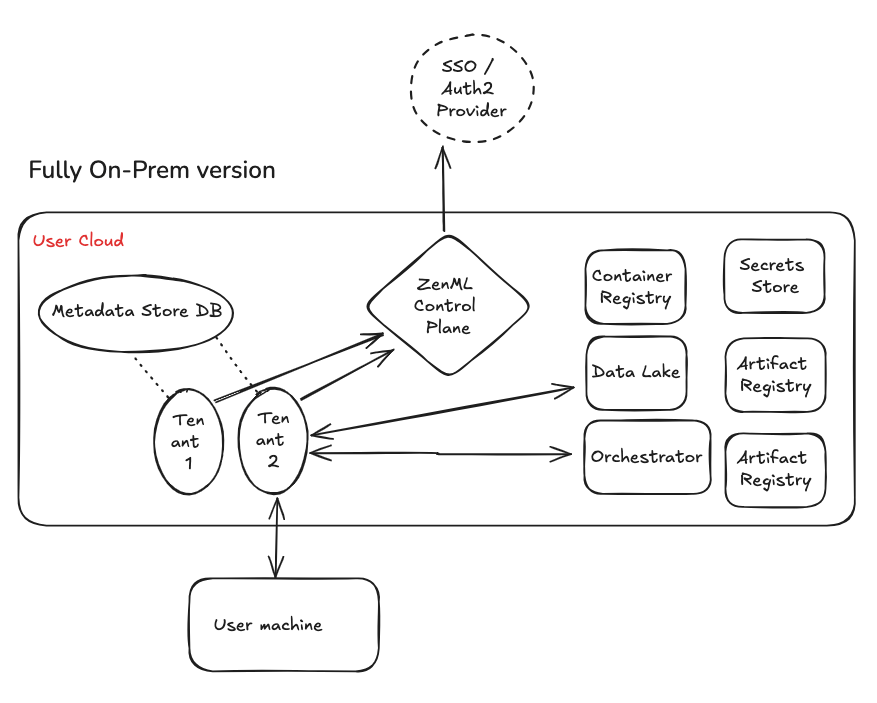 SSO /
Auth2
Provider
Fully On-Prem version
User Cloud
Metadata Store DB
ZenML
Control
Plane
Container
Registry
Secrets
Store
Data Lake
Artifact
Registry
Ten
ant
1
Ten
ant
2
Orchestrator
Artifact
Registry
User machine